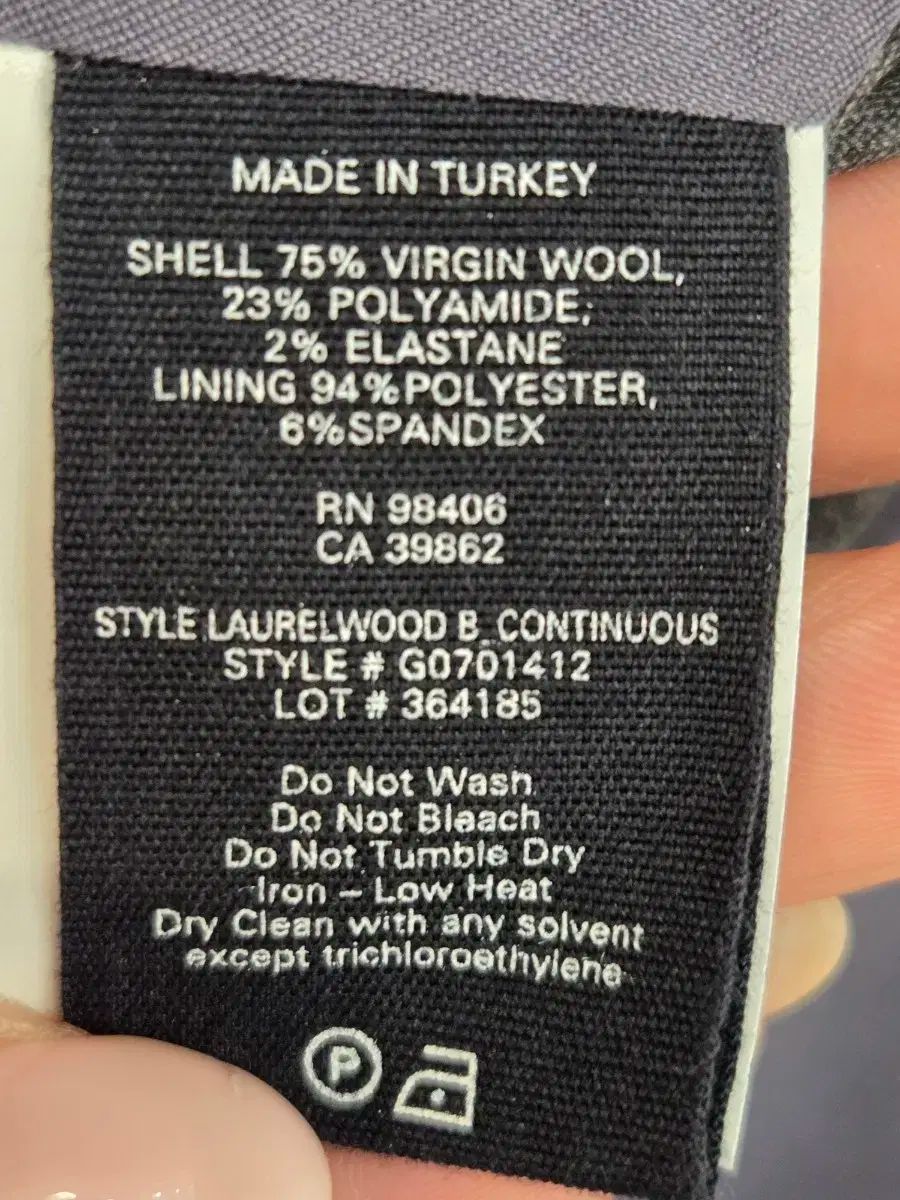 MADE IN TURKEY
SHELL 75% VIRGIN WOOL,
23% POLYAMIDE,
2% ELASTANE
LINING 94%POLYESTER,
6%SPANDEX
RN 98406
CA 39862
STYLE LAURELWOOD B_CONTINUOUS
STYLE # G0701412
LOT # 364185
Do Not Wash
Do Not Bleach
Do Not Tumble Dry
Iron – Low Heat
Dry Clean with any solvent
except trichloroethylene
P